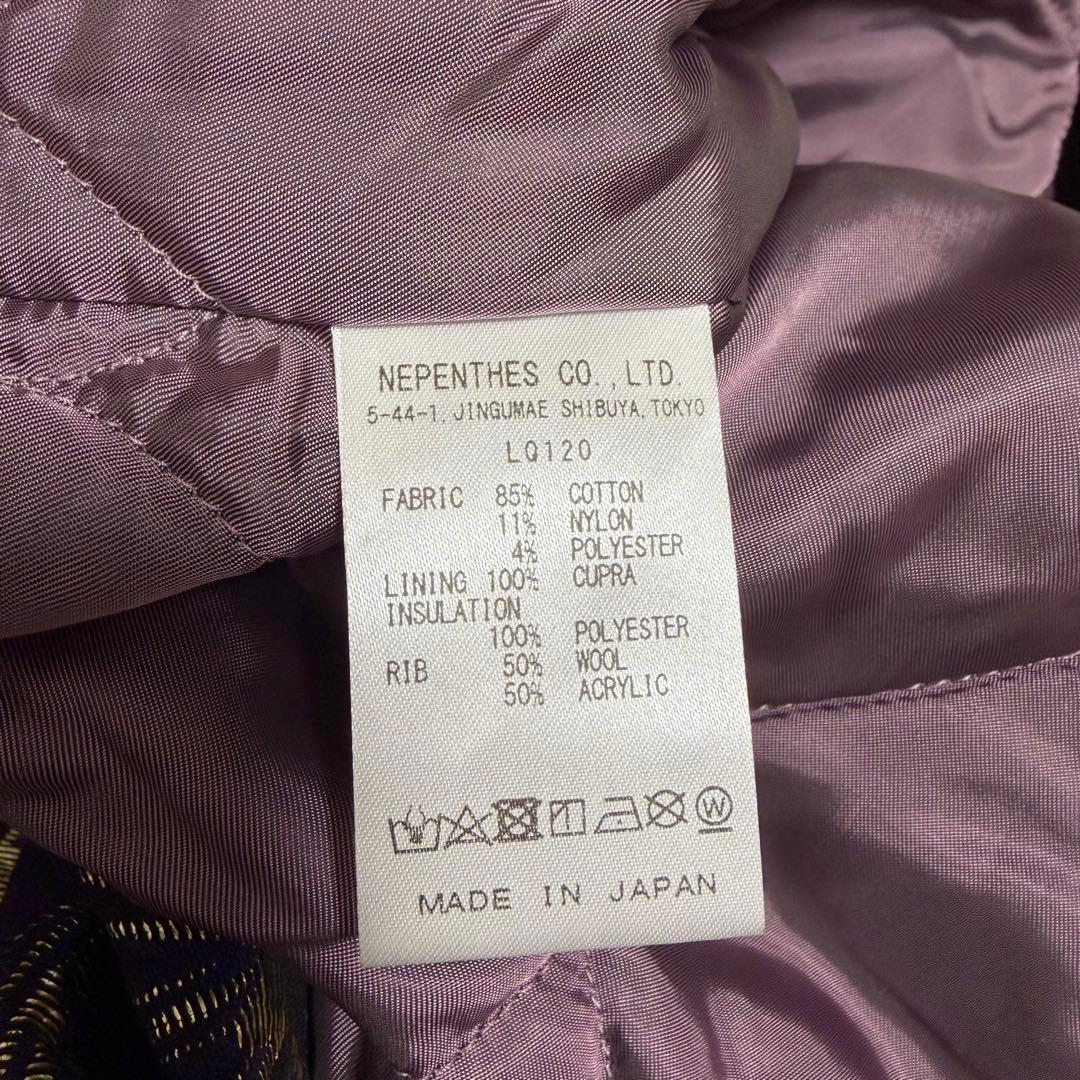 NEPENTHES CO.,LTD.
5-44-1, JINGUMAE SHIBUYA, TOKYO
LQ120
FABRIC 85% COTTON
11% NYLON
4% POLYESTER
LINING 100% CUPRA
INSULATION
100% POLYESTER
RIB 50% WOOL
50% ACRYLIC
W
MADE IN JAPAN